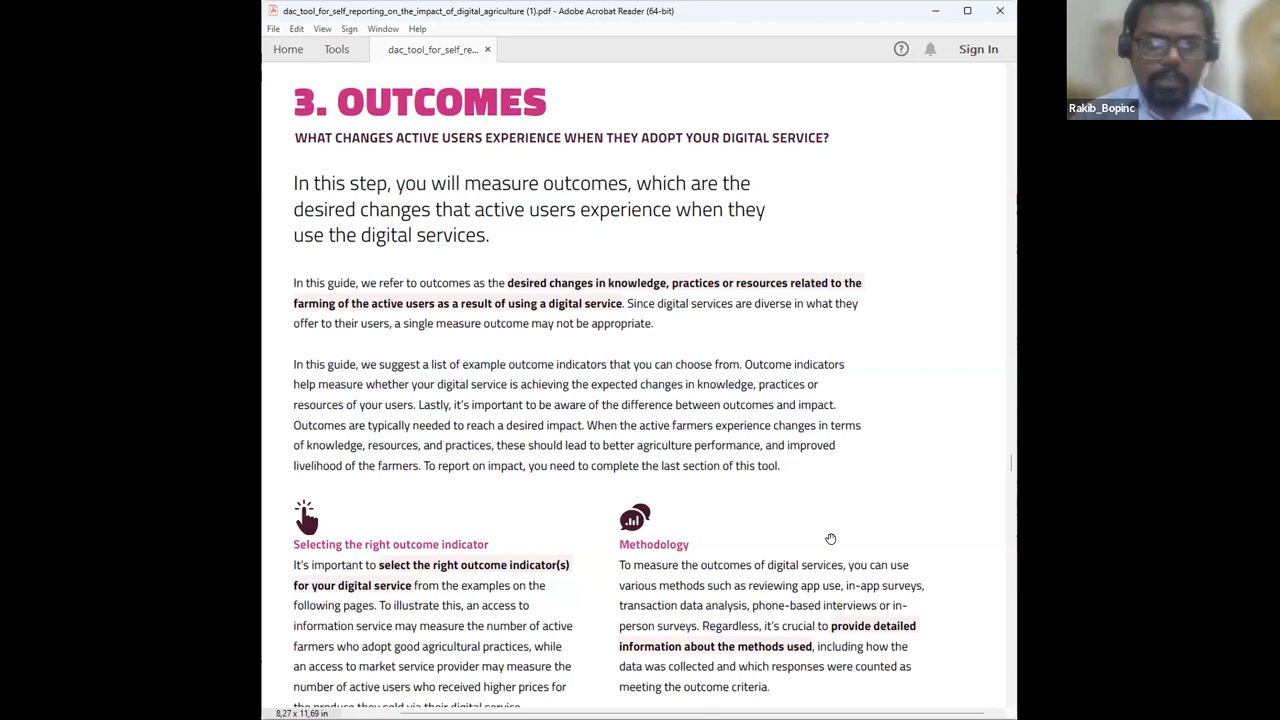 dac_tool_for_self_reporting_on_the_impact_of_digital_agriculture (1).pdf - Adobe Acrobat Reader (64-bit)
File Edit View Sign Window Help
Home Tools dac_tool_for_self_re... × Sign In
Rakib_Bopinc
3. OUTCOMES
WHAT CHANGES ACTIVE USERS EXPERIENCE WHEN THEY ADOPT YOUR DIGITAL SERVICE?
In this step, you will measure outcomes, which are the
desired changes that active users experience when they
use the digital services.
In this guide, we refer to outcomes as the desired changes in knowledge, practices or resources related to the
farming of the active users as a result of using a digital service. Since digital services are diverse in what they
offer to their users, a single measure outcome may not be appropriate.
In this guide, we suggest a list of example outcome indicators that you can choose from. Outcome indicators
help measure whether your digital service is achieving the expected changes in knowledge, practices or
resources of your users. Lastly, it's important to be aware of the difference between outcomes and impact.
Outcomes are typically needed to reach a desired impact. When the active farmers experience changes in terms
of knowledge, resources, and practices, these should lead to better agriculture performance, and improved
livelihood of the farmers. To report on impact, you need to complete the last section of this tool.
Selecting the right outcome indicator
It's important to select the right outcome indicator(s)
for your digital service from the examples on the
following pages. To illustrate this, an access to
information service may measure the number of active
farmers who adopt good agricultural practices, while
an access to market service provider may measure the
number of active users who received higher prices for
the produce they sold via their digital service
Methodology
To measure the outcomes of digital services, you can use
various methods such as reviewing app use, in-app surveys,
transaction data analysis, phone-based interviews or in-
person surveys. Regardless, it's crucial to provide detailed
information about the methods used, including how the
data was collected and which responses were counted as
meeting the outcome criteria.
8,27 x 11,69 in